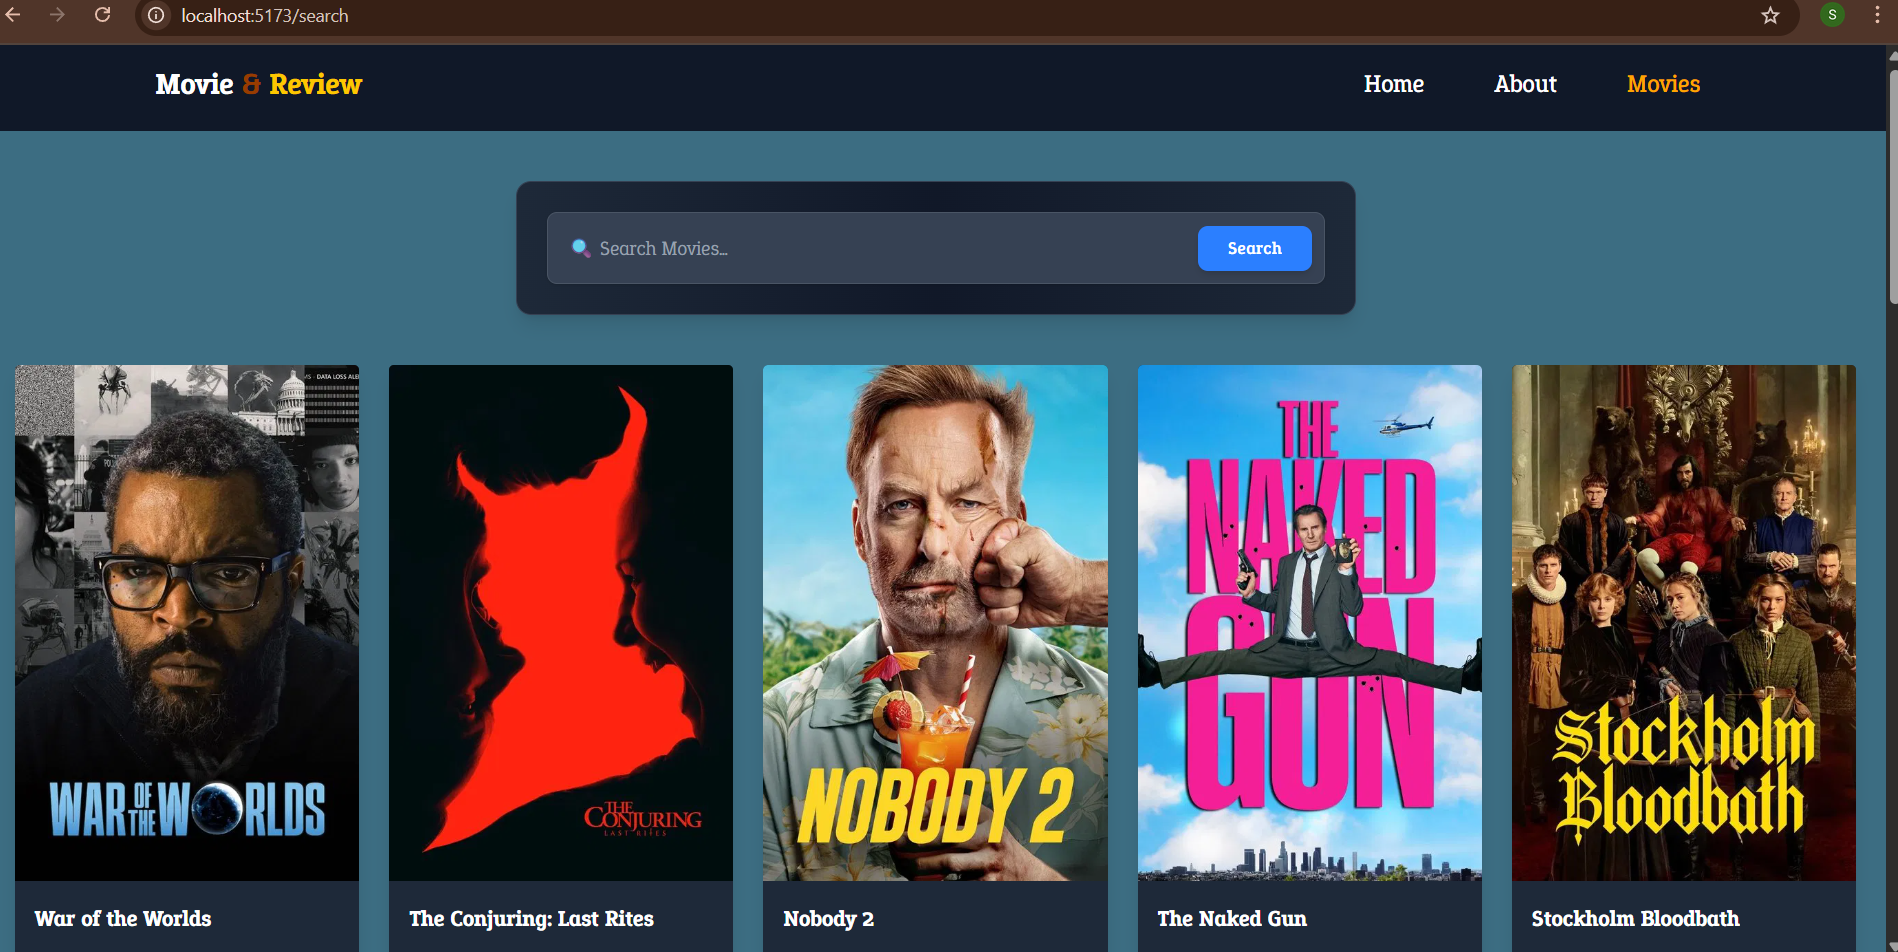 localhost:5173/search
S
Movie & Review
Home
About
Movies
Search Movies...
Search
DATA LOSS ALE
WAR OF THE WORLDS
THE CONJURING
LAST RITES
NOBODY 2
THE NAKED GUN
Stockholm Bloodbath
War of the Worlds
The Conjuring: Last Rites
Nobody 2
The Naked Gun
Stockholm Bloodbath